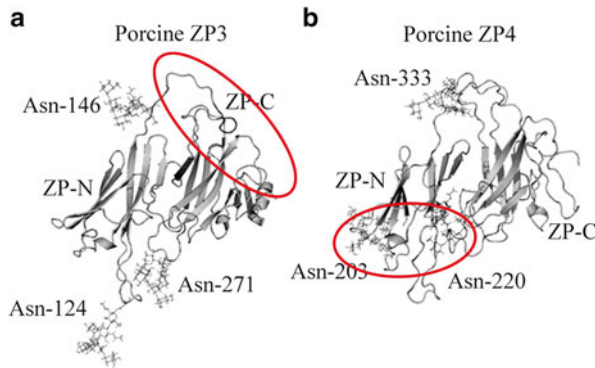 a
Porcine ZP3
Asn-146
ZP-C
ZP-N
Asn-271
Asn-124
b
Porcine ZP4
Asn-333
ZP-N
ZP-C
Asn-203
Asn-220